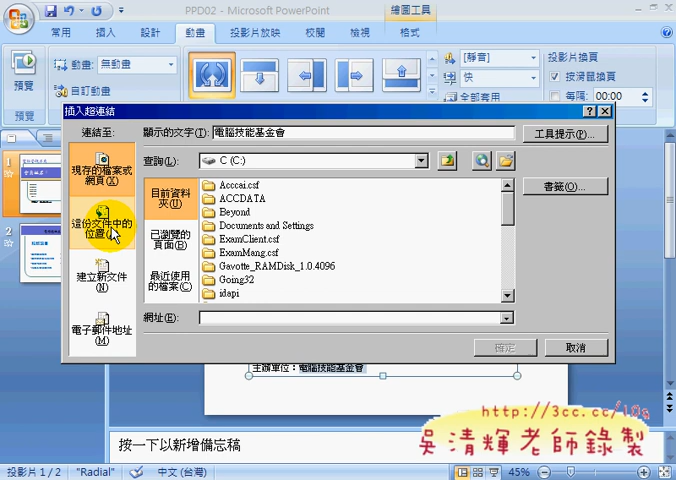 PPD02 - Microsoft PowerPoint
繪圖工具
常用 插入 設計 動畫 投影片放映 校閱 檢視 格式
預覽
預覽
動畫: 無動畫
自訂動畫
[靜音]
快
全部套用
投影片換頁
按滑鼠換頁
每隔: 00:00
插入超連結
連結至:
現存的檔案或
網頁(X)
這份文件中的
位置(A)
建立新文件
(N)
電子郵件地址
(M)
顯示的文字(T): 電腦技能基金會
工具提示(P)...
查詢(L): C (C:)
書籤(O)...
目前資料
夾(U)
已瀏覽的
頁面(B)
最近使用
的檔案(C)
Acccai.csf
ACCDATA
Beyond
Documents and Settings
ExamClient.csf
ExamMang.csf
Gavotte_RAMDisk_1.0.4096
Going32
idapi
網址(E):
確定 取消
1
2
主辦單位：電腦技能基金會
http://3cc.cc/18a
吳清輝老師錄製
按一下以新增備忘稿
投影片 1 / 2 "Radial" 中文 (台灣) 45%